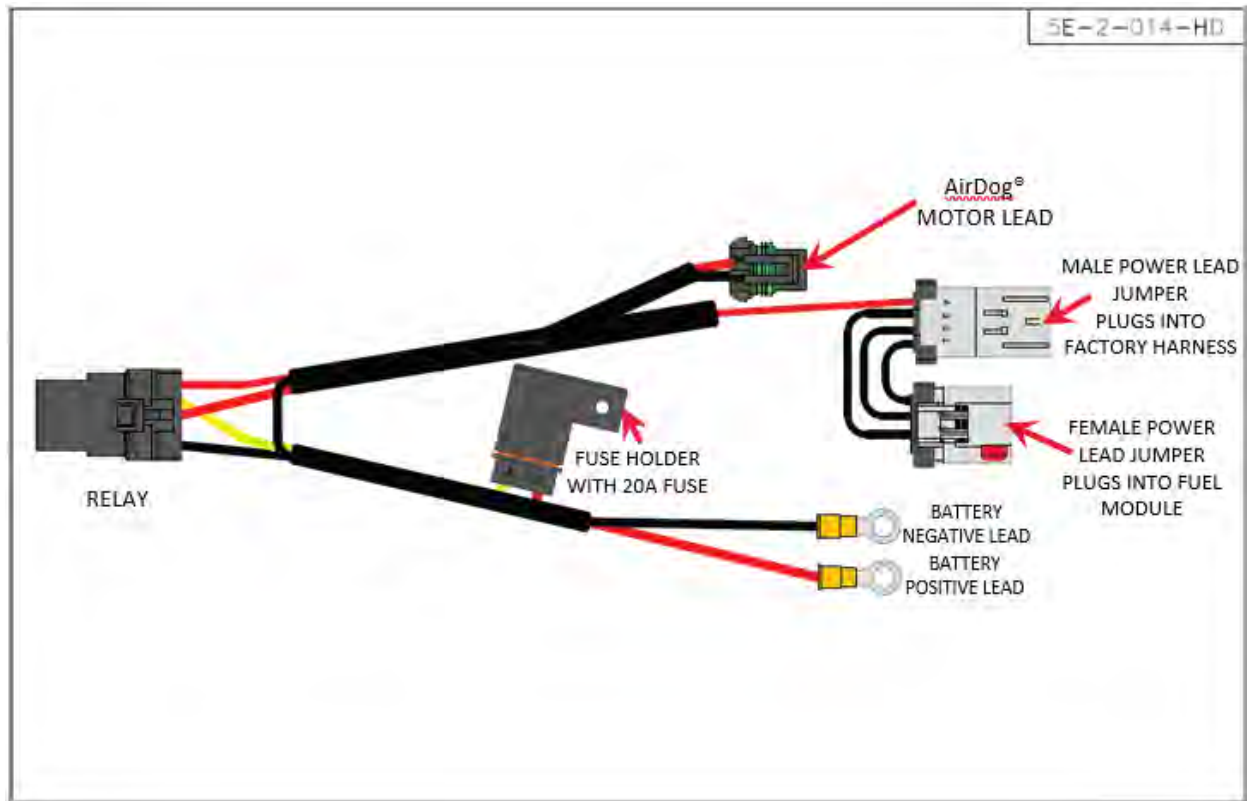 5E-2-014-HD
AirDog®
MOTOR LEAD
MALE POWER LEAD
JUMPER
PLUGS INTO
FACTORY HARNESS
FUSE HOLDER
WITH 20A FUSE
FEMALE POWER
LEAD JUMPER
PLUGS INTO FUEL
MODULE
RELAY
BATTERY
NEGATIVE LEAD
BATTERY
POSITIVE LEAD